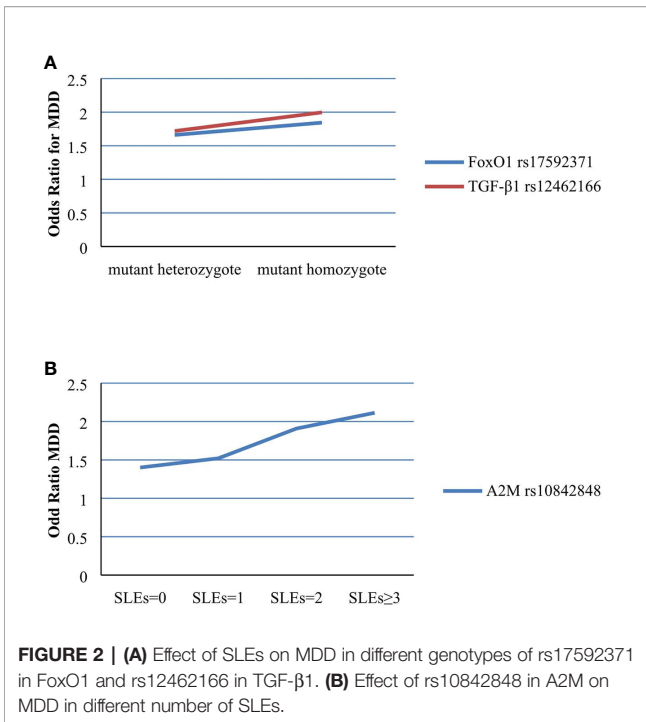 A
2.5
2
1.5
1
0.5
0
Odds Ratio for MDD
mutant heterozygote mutant homozygote
FoxO1 rs17592371
TGF-β1 rs12462166
B
2.5
2
1.5
1
0.5
0
Odd Ratio MDD
SLEs=0 SLEs=1 SLEs=2 SLEs≥3
A2M rs10842848
FIGURE 2 | (A) Effect of SLEs on MDD in different genotypes of rs17592371
in FoxO1 and rs12462166 in TGF-β1. (B) Effect of rs10842848 in A2M on
MDD in different number of SLEs.